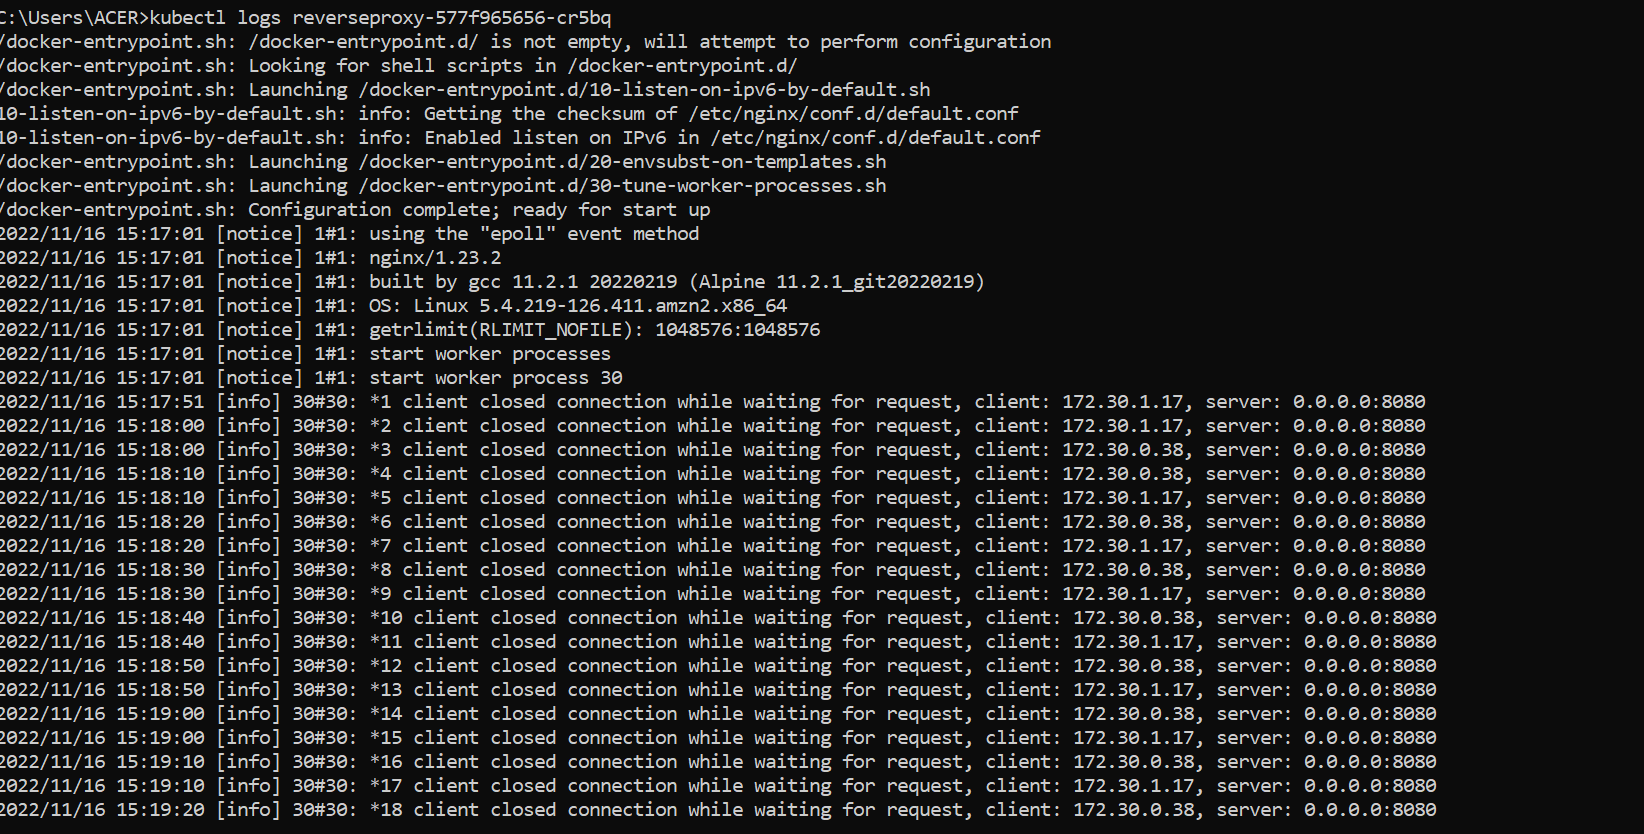 C:\Users\ACER>kubectl logs reverseproxy-577f965656-cr5bq
/docker-entrypoint.sh: /docker-entrypoint.d/ is not empty, will attempt to perform configuration
/docker-entrypoint.sh: Looking for shell scripts in /docker-entrypoint.d/
/docker-entrypoint.sh: Launching /docker-entrypoint.d/10-listen-on-ipv6-by-default.sh
10-listen-on-ipv6-by-default.sh: info: Getting the checksum of /etc/nginx/conf.d/default.conf
10-listen-on-ipv6-by-default.sh: info: Enabled listen on IPv6 in /etc/nginx/conf.d/default.conf
/docker-entrypoint.sh: Launching /docker-entrypoint.d/20-envsubst-on-templates.sh
/docker-entrypoint.sh: Launching /docker-entrypoint.d/30-tune-worker-processes.sh
/docker-entrypoint.sh: Configuration complete; ready for start up
2022/11/16 15:17:01 [notice] 1#1: using the "epoll" event method
2022/11/16 15:17:01 [notice] 1#1: nginx/1.23.2
2022/11/16 15:17:01 [notice] 1#1: built by gcc 11.2.1 20220219 (Alpine 11.2.1_git20220219)
2022/11/16 15:17:01 [notice] 1#1: OS: Linux 5.4.219-126.411.amzn2.x86_64
2022/11/16 15:17:01 [notice] 1#1: getrlimit(RLIMIT_NOFILE): 1048576:1048576
2022/11/16 15:17:01 [notice] 1#1: start worker processes
2022/11/16 15:17:01 [notice] 1#1: start worker process 30
2022/11/16 15:17:51 [info] 30#30: *1 client closed connection while waiting for request, client: 172.30.1.17, server: 0.0.0.0:8080
2022/11/16 15:18:00 [info] 30#30: *2 client closed connection while waiting for request, client: 172.30.1.17, server: 0.0.0.0:8080
2022/11/16 15:18:00 [info] 30#30: *3 client closed connection while waiting for request, client: 172.30.0.38, server: 0.0.0.0:8080
2022/11/16 15:18:10 [info] 30#30: *4 client closed connection while waiting for request, client: 172.30.0.38, server: 0.0.0.0:8080
2022/11/16 15:18:10 [info] 30#30: *5 client closed connection while waiting for request, client: 172.30.1.17, server: 0.0.0.0:8080
2022/11/16 15:18:20 [info] 30#30: *6 client closed connection while waiting for request, client: 172.30.0.38, server: 0.0.0.0:8080
2022/11/16 15:18:20 [info] 30#30: *7 client closed connection while waiting for request, client: 172.30.1.17, server: 0.0.0.0:8080
2022/11/16 15:18:30 [info] 30#30: *8 client closed connection while waiting for request, client: 172.30.0.38, server: 0.0.0.0:8080
2022/11/16 15:18:30 [info] 30#30: *9 client closed connection while waiting for request, client: 172.30.1.17, server: 0.0.0.0:8080
2022/11/16 15:18:40 [info] 30#30: *10 client closed connection while waiting for request, client: 172.30.0.38, server: 0.0.0.0:8080
2022/11/16 15:18:40 [info] 30#30: *11 client closed connection while waiting for request, client: 172.30.1.17, server: 0.0.0.0:8080
2022/11/16 15:18:50 [info] 30#30: *12 client closed connection while waiting for request, client: 172.30.0.38, server: 0.0.0.0:8080
2022/11/16 15:18:50 [info] 30#30: *13 client closed connection while waiting for request, client: 172.30.1.17, server: 0.0.0.0:8080
2022/11/16 15:19:00 [info] 30#30: *14 client closed connection while waiting for request, client: 172.30.0.38, server: 0.0.0.0:8080
2022/11/16 15:19:00 [info] 30#30: *15 client closed connection while waiting for request, client: 172.30.1.17, server: 0.0.0.0:8080
2022/11/16 15:19:10 [info] 30#30: *16 client closed connection while waiting for request, client: 172.30.0.38, server: 0.0.0.0:8080
2022/11/16 15:19:10 [info] 30#30: *17 client closed connection while waiting for request, client: 172.30.1.17, server: 0.0.0.0:8080
2022/11/16 15:19:20 [info] 30#30: *18 client closed connection while waiting for request, client: 172.30.0.38, server: 0.0.0.0:8080